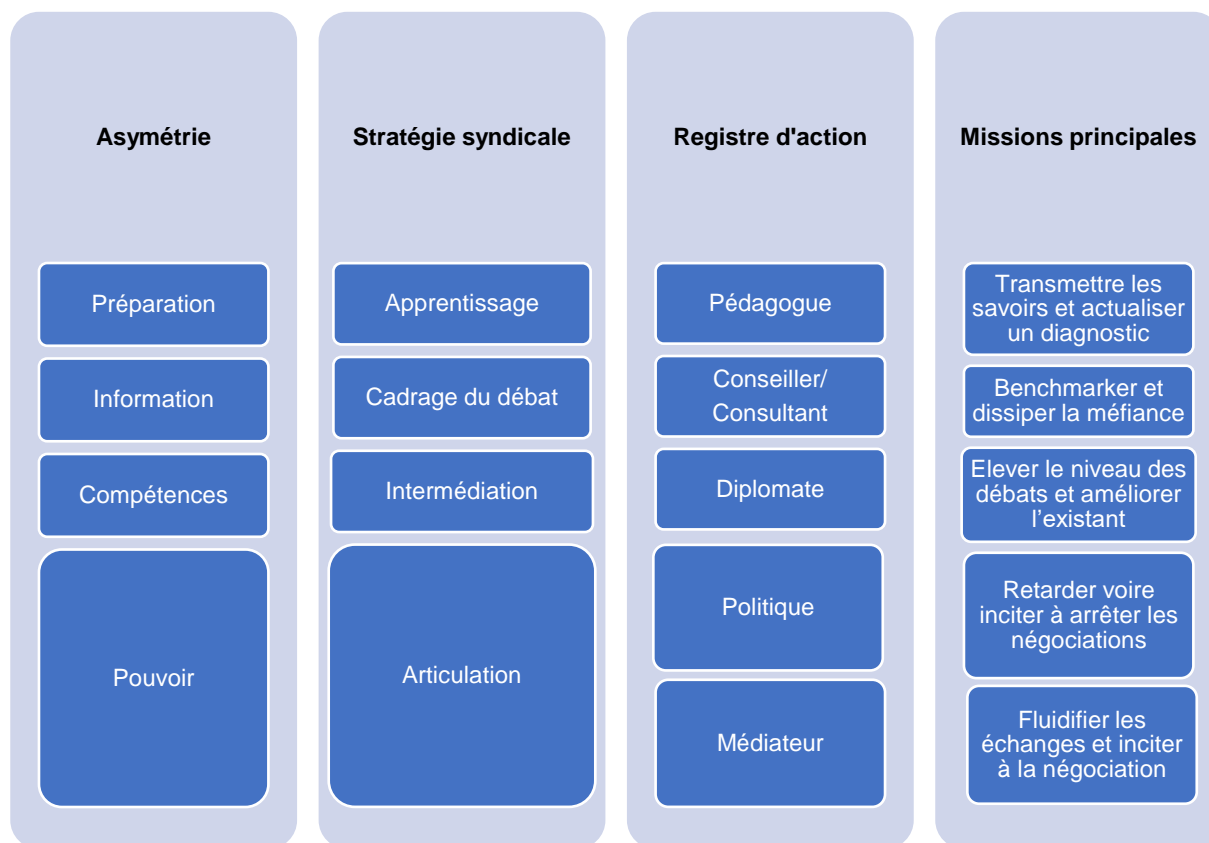 Asymétrie
Stratégie syndicale
Registre d'action
Missions principales
Préparation
Apprentissage
Pédagogue
Transmettre les
savoirs et actualiser
un diagnostic
Information
Cadrage du débat
Conseiller/
Consultant
Benchmarker et
dissiper la méfiance
Compétences
Intermédiation
Diplomate
Elever le niveau des
débats et améliorer
l’existant
Pouvoir
Articulation
Politique
Retarder voire
inciter à arrêter les
négociations
Médiateur
Fluidifier les
échanges et inciter
à la négociation